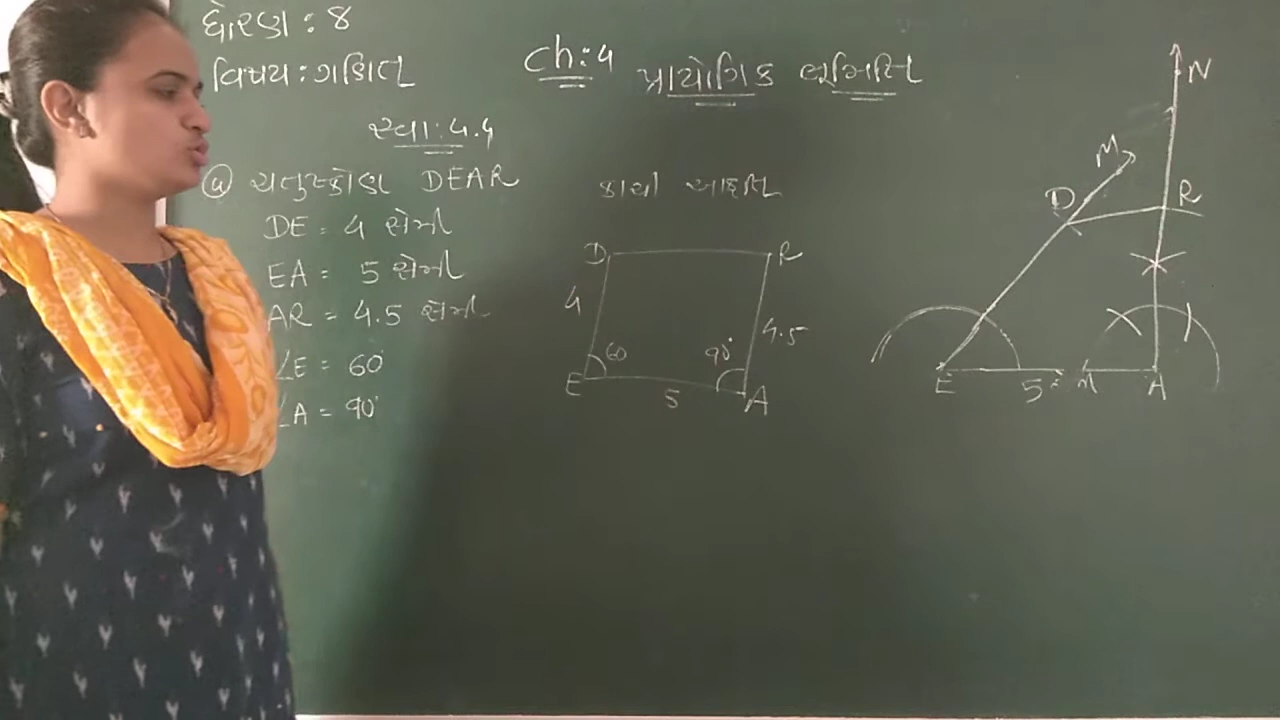 ધોરણ : ૪
વિષય : ગણિત
Ch:4 પ્રાયોગિક ભૂમિતિ
સ્વા: 4.4
ચતુષ્કોણ DEAR
DE = 4 સેમી
EA = 5 સેમી
AR = 4.5 સેમી
∠E = 60°
∠A = 90°
કાચી આકૃતિ
D R
4 4.5
60 90°
E 5 A
N
M
D R
E 5 સેમી A